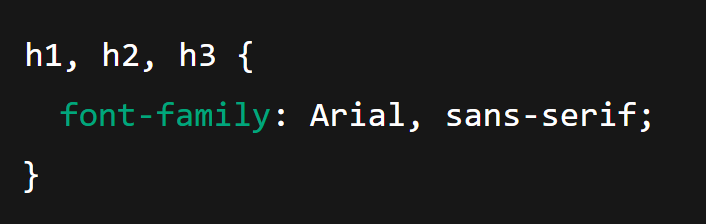 h1, h2, h3 {
  font-family: Arial, sans-serif;
}